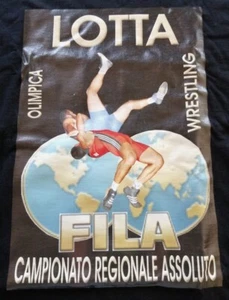 LOTTA
OLIMPICA
WRESTLING
FILA
CAMPIONATO REGIONALE ASSOLUTO